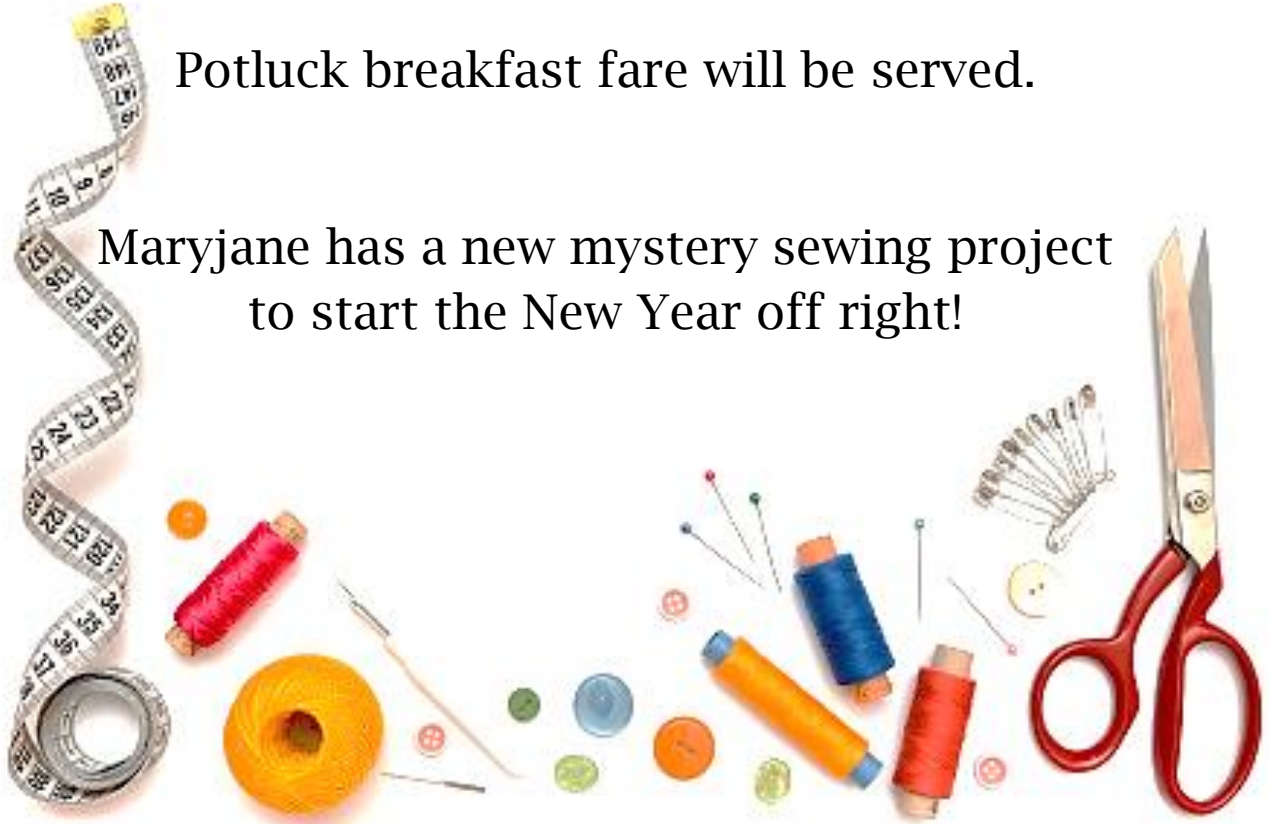 Potluck breakfast fare will be served.
Maryjane has a new mystery sewing project
to start the New Year off right!